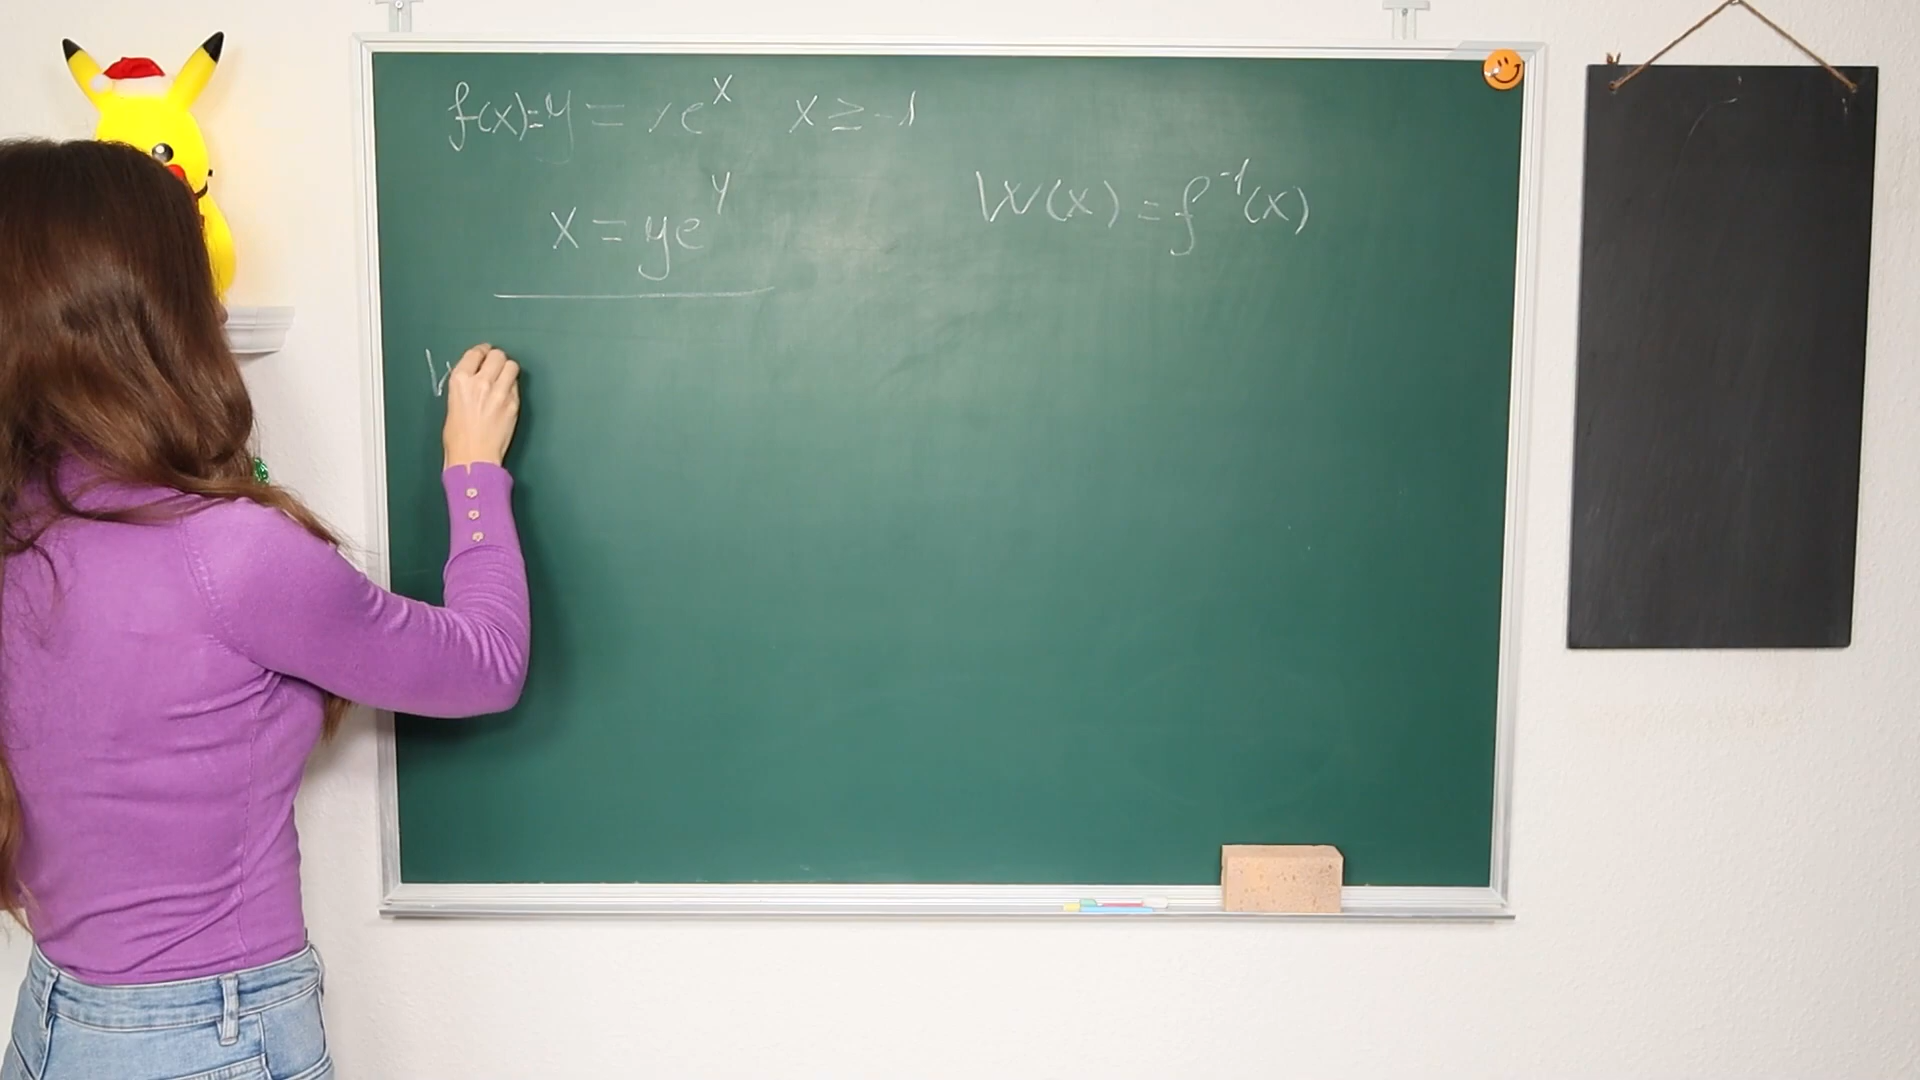 f(x)=y = xe^x  x ≥ -1
W(x) = f^-1(x)
x = ye^y
W